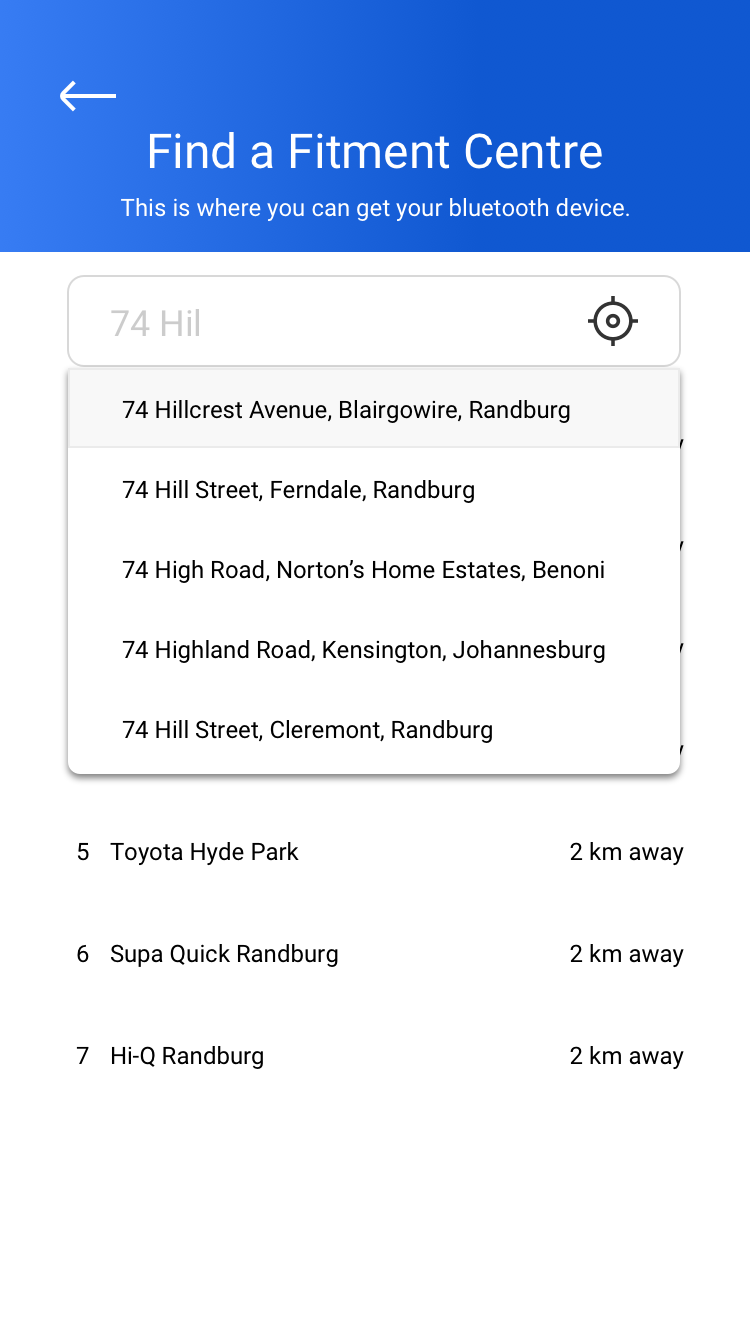 Find a Fitment Centre
This is where you can get your bluetooth device.
74 Hil
74 Hillcrest Avenue, Blairgowire, Randburg
74 Hill Street, Ferndale, Randburg
74 High Road, Norton’s Home Estates, Benoni
74 Highland Road, Kensington, Johannesburg
74 Hill Street, Cleremont, Randburg
5 Toyota Hyde Park 2 km away
6 Supa Quick Randburg 2 km away
7 Hi-Q Randburg 2 km away